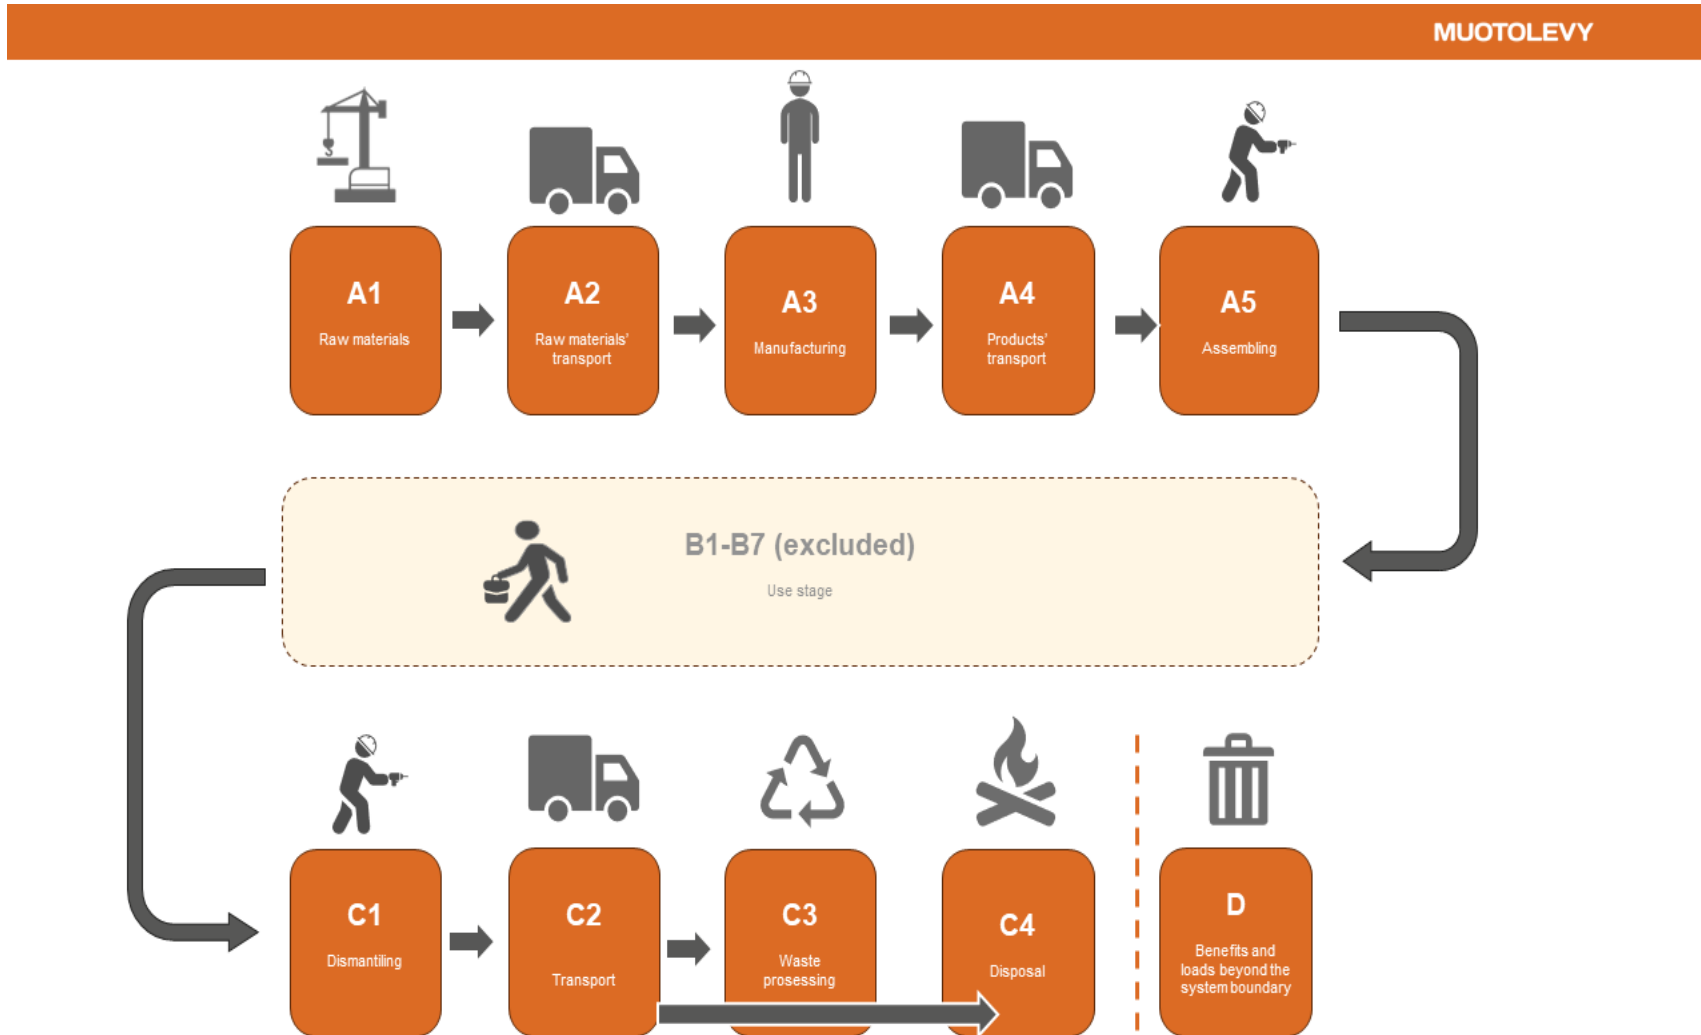 MUOTOLEVY
A1
Raw materials
A2
Raw materials'
transport
A3
Manufacturing
A4
Products'
transport
A5
Assembling
B1-B7 (excluded)
Use stage
C1
Dismantiling
C2
Transport
C3
Waste
prosessing
C4
Disposal
D
Benefits and
loads beyond the
system boundary